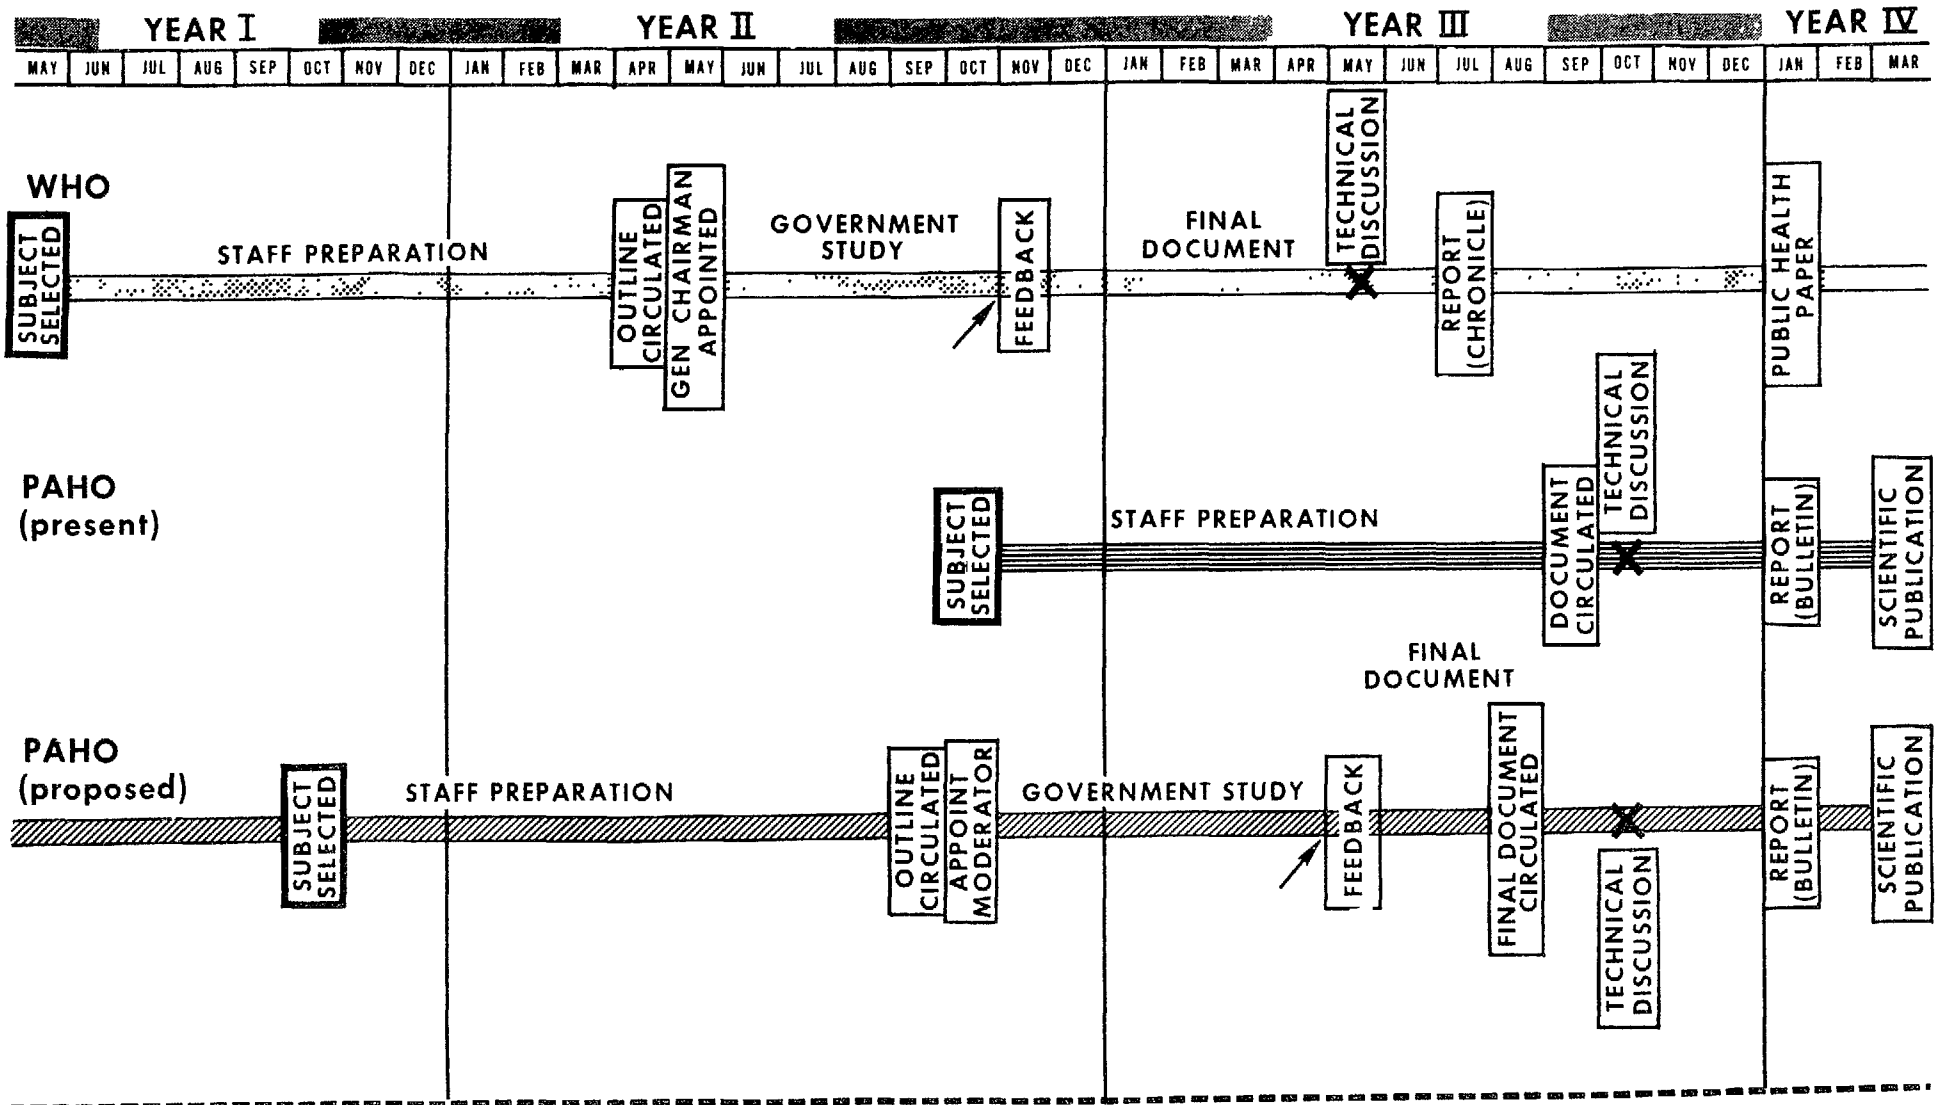 YEAR I
YEAR II
YEAR III
YEAR IV
MAY JUN JUL AUG SEP OCT NOV DEC JAN FEB MAR APR MAY JUN JUL AUG SEP OCT NOV DEC JAN FEB MAR APR MAY JUN JUL AUG SEP OCT NOV DEC JAN FEB MAR
WHO
SUBJECT
SELECTED
STAFF PREPARATION
OUTLINE
CIRCULATED
GEN CHAIRMAN
APPOINTED
GOVERNMENT
STUDY
FEEDBACK
FINAL
DOCUMENT
TECHNICAL
DISCUSSION
REPORT
(CHRONICLE)
PUBLIC HEALTH
PAPER
PAHO
(present)
SUBJECT
SELECTED
STAFF PREPARATION
DOCUMENT
CIRCULATED
TECHNICAL
DISCUSSION
REPORT
(BULLETIN)
SCIENTIFIC
PUBLICATION
PAHO
(proposed)
SUBJECT
SELECTED
STAFF PREPARATION
OUTLINE
CIRCULATED
APPOINT
MODERATOR
GOVERNMENT STUDY
FEEDBACK
FINAL
DOCUMENT
FINAL DOCUMENT
CIRCULATED
TECHNICAL
DISCUSSION
REPORT
(BULLETIN)
SCIENTIFIC
PUBLICATION